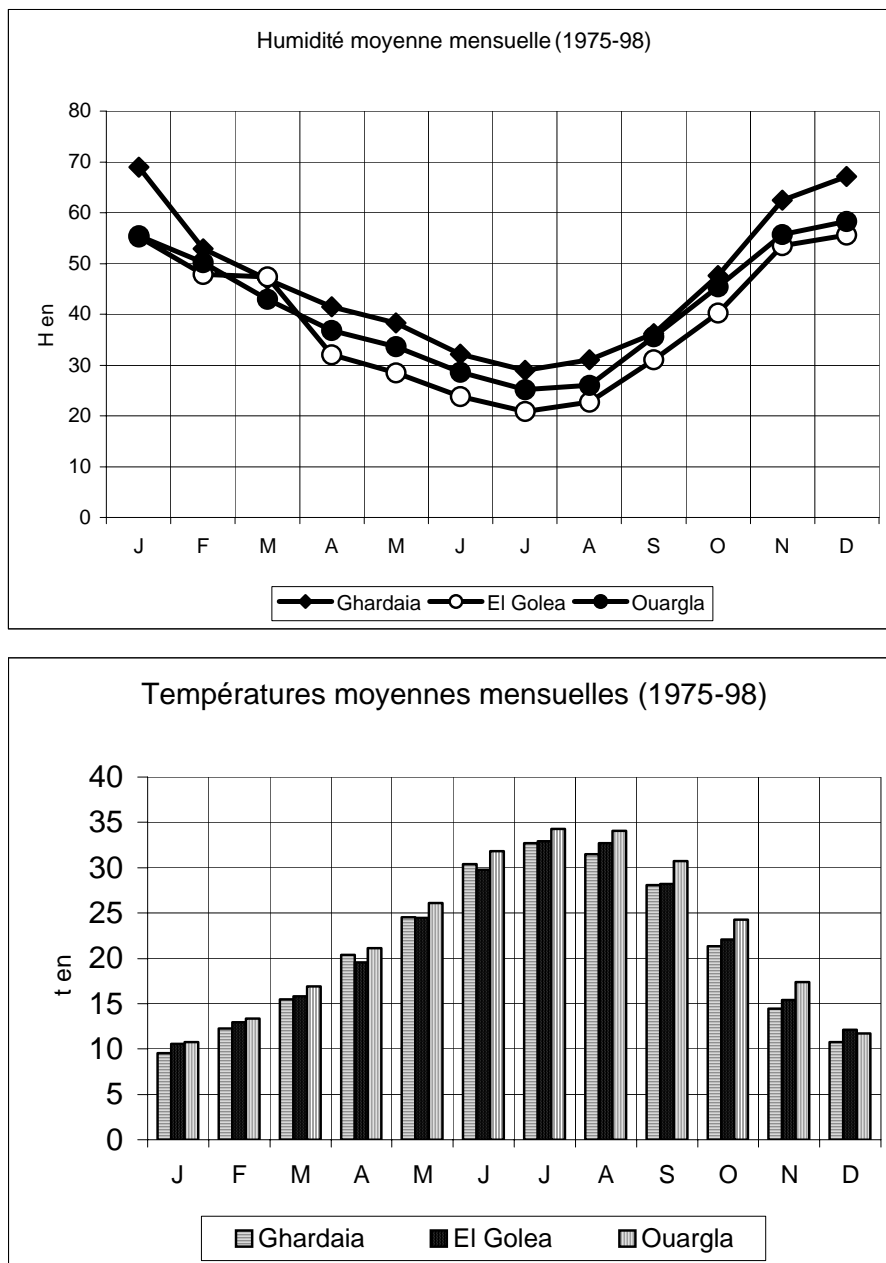 Humidité moyenne mensuelle (1975-98)
80
70
60
50
40
30
20
10
0
H en
J F M A M J J A S O N D
Ghardaia El Golea Ouargla
Températures moyennes mensuelles (1975-98)
40
35
30
25
20
15
10
5
0
t en
J F M A M J J A S O N D
Ghardaia El Golea Ouargla